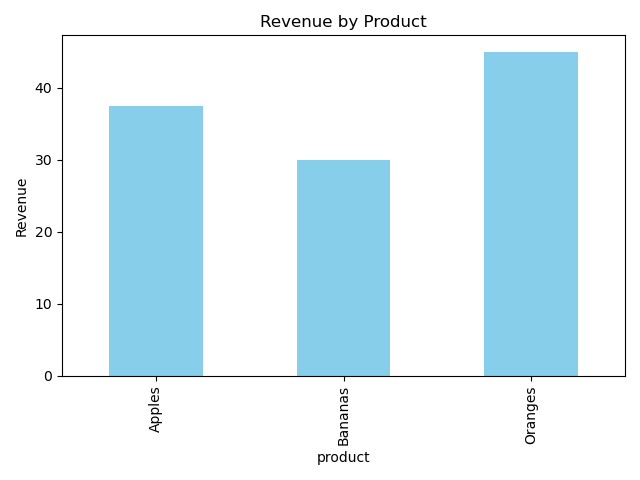 Revenue by Product
Revenue
40
30
20
10
0
Apples
Bananas
Oranges
product